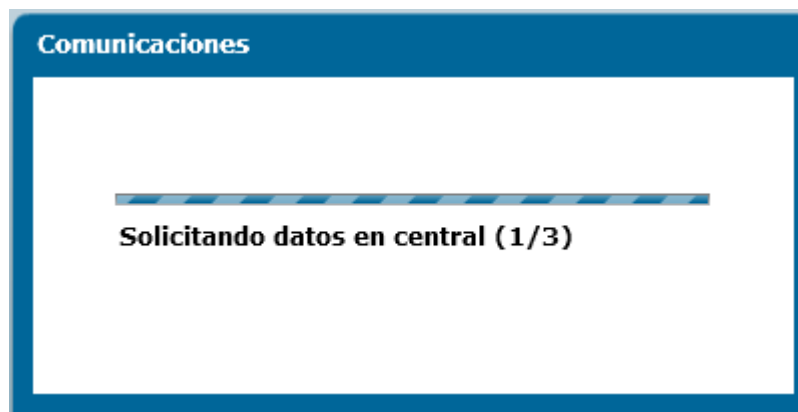 Comunicaciones
Solicitando datos en central (1/3)